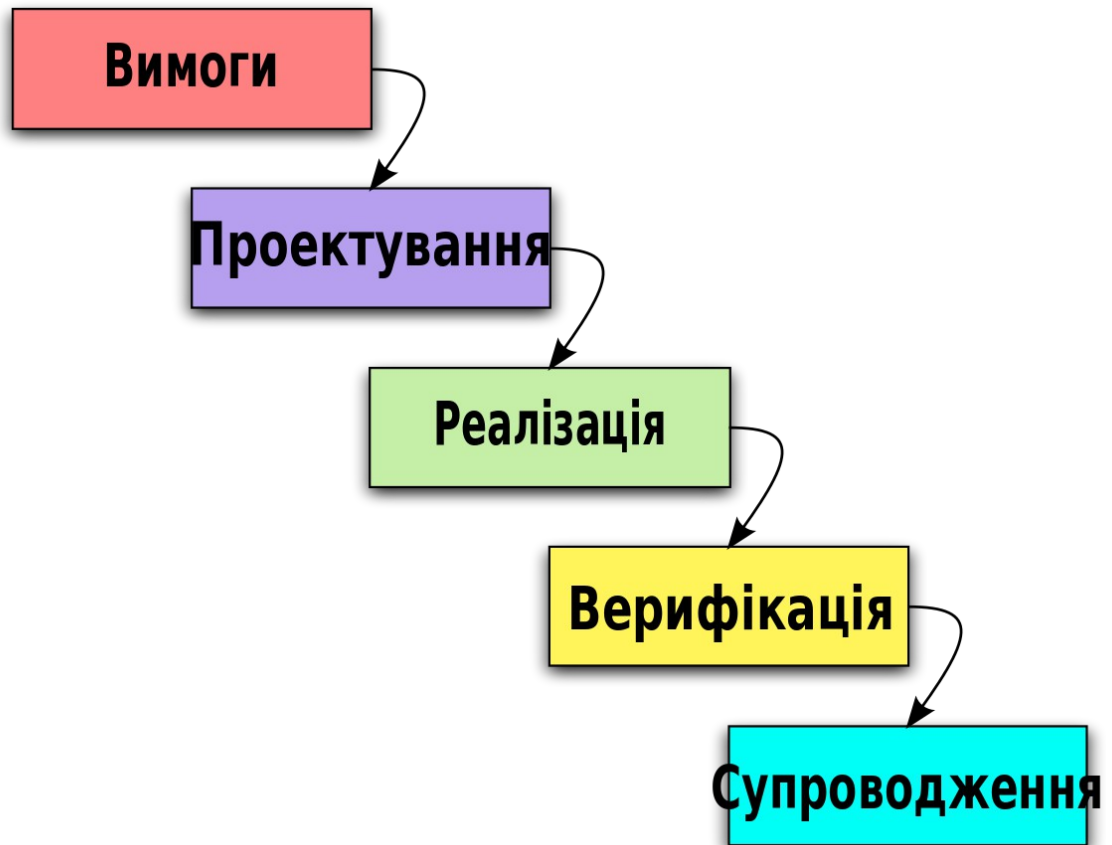 Вимоги
Проектування
Реалізація
Верифікація
Супроводження